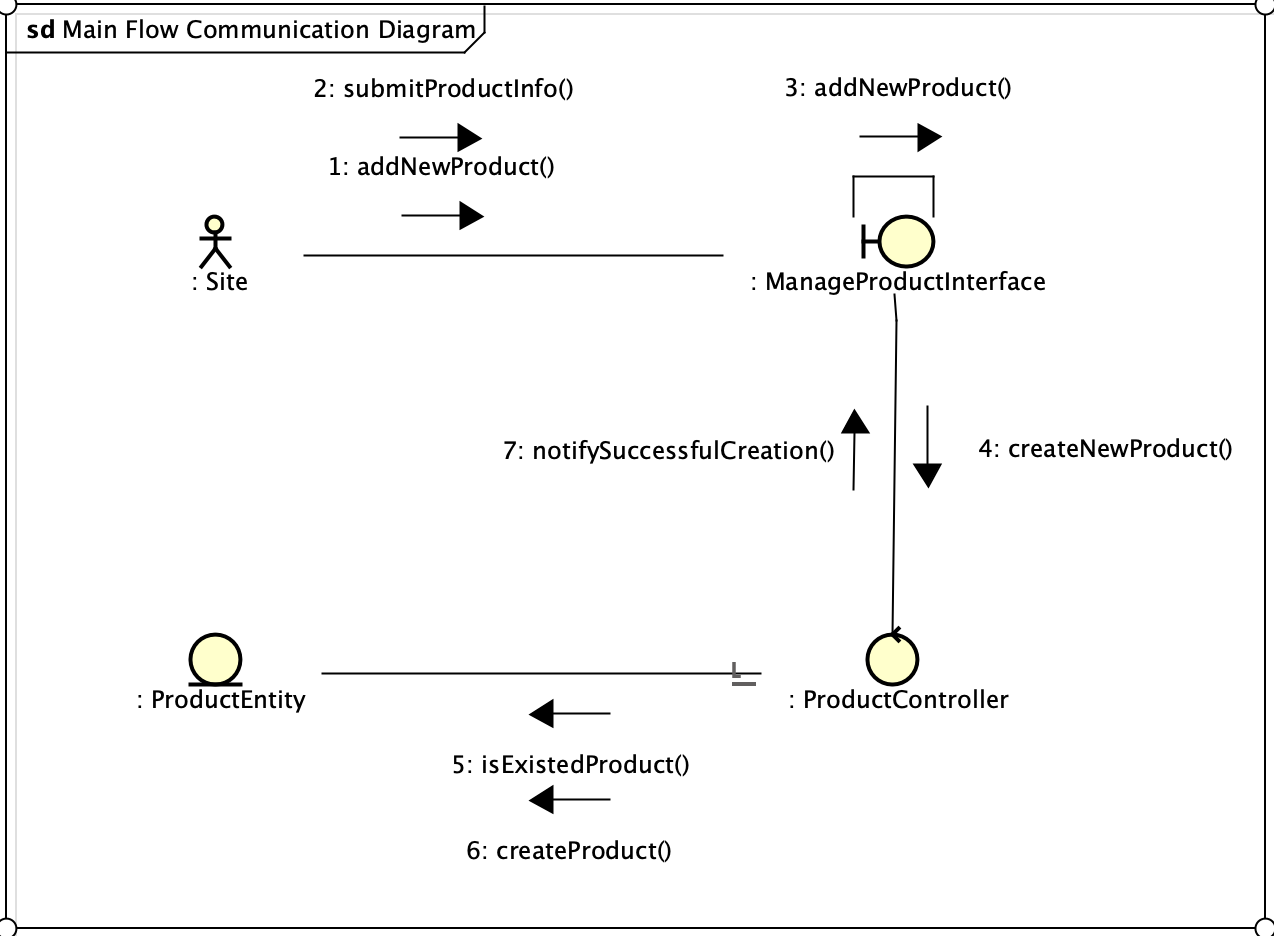 sd Main Flow Communication Diagram
2: submitProductInfo()
3: addNewProduct()
1: addNewProduct()
: Site
: ManageProductInterface
7: notifySuccessfulCreation()
4: createNewProduct()
: ProductEntity
: ProductController
5: isExistedProduct()
6: createProduct()